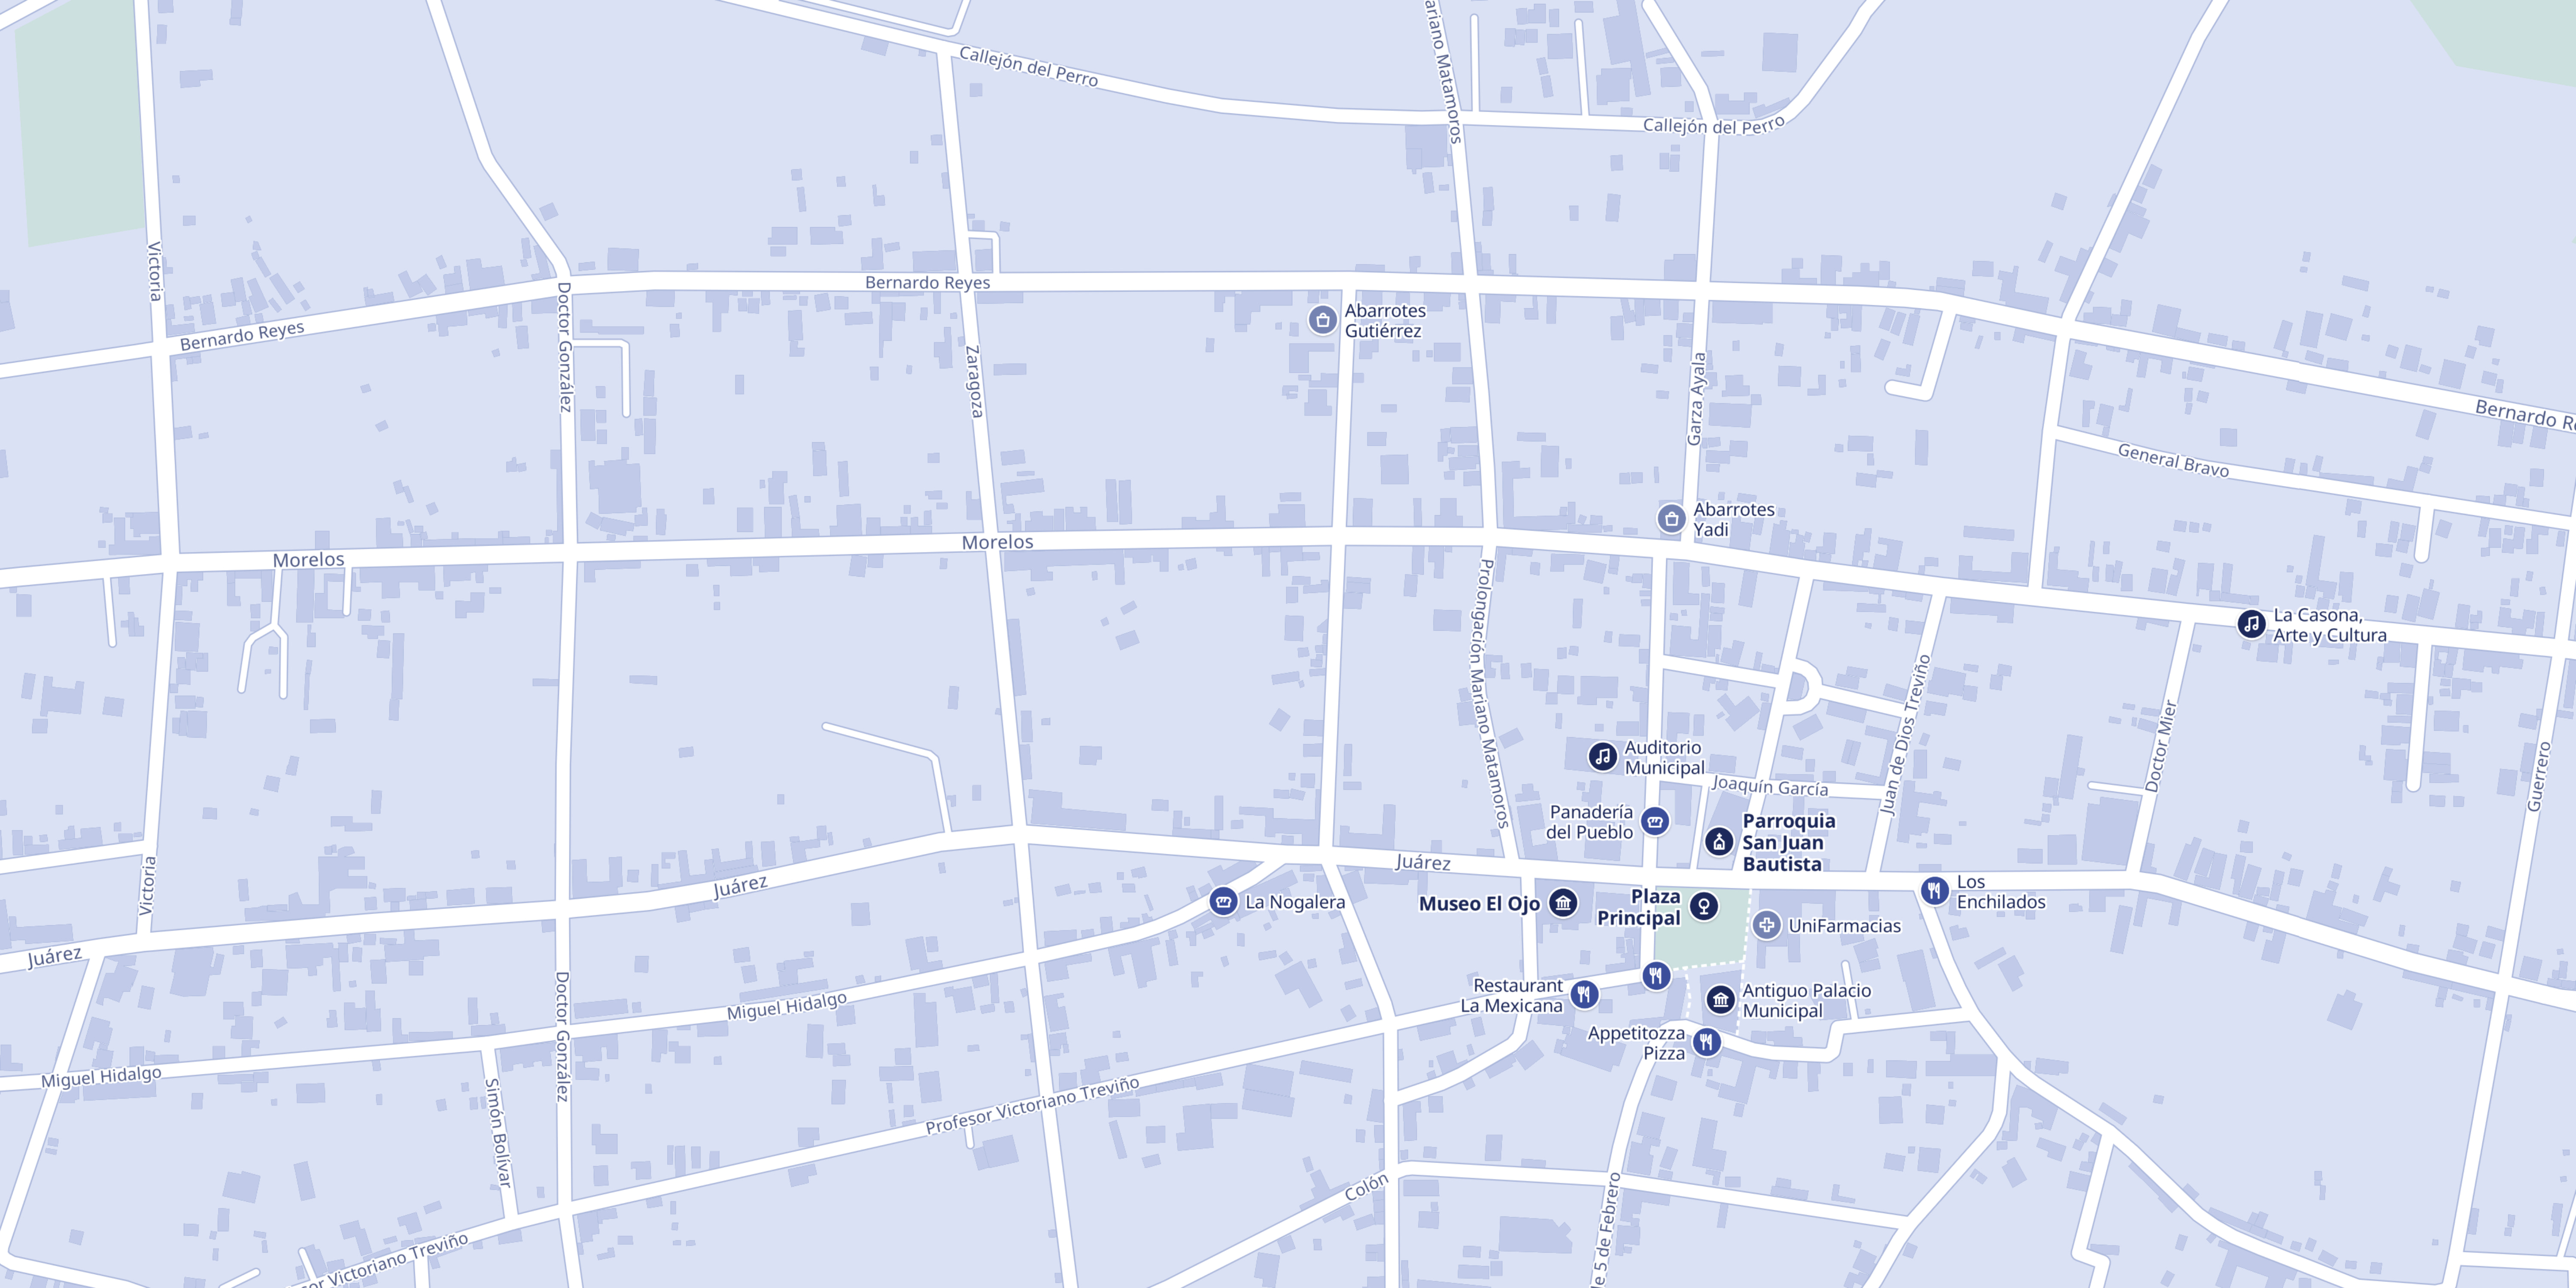 ariano Matamoros
Callejón del Perro
Callejón del Perro
Victoria
Bernardo Reyes
Bernardo Reyes
Doctor González
Abarrotes
Gutiérrez
Zaragoza
Garza Ayala
Bernardo R
General Bravo
Abarrotes
Yadi
Morelos
Morelos
Prolongación Mariano Matamoros
La Casona,
Arte y Cultura
Juan de Dios Treviño
Doctor Mier
Guerrero
Auditorio
Municipal
Joaquín García
Panadería
del Pueblo
Parroquia
San Juan
Bautista
Juárez
Juárez
Victoria
Juárez
La Nogalera
Museo El Ojo
Plaza
Principal
Los
Enchilados
UniFarmacias
Restaurant
La Mexicana
Antiguo Palacio
Municipal
Appetitozza
Pizza
Miguel Hidalgo
Miguel Hidalgo
Doctor González
Simón Bolívar
Profesor Victoriano Treviño
Colón
e 5 de Febrero
or Victoriano Treviño